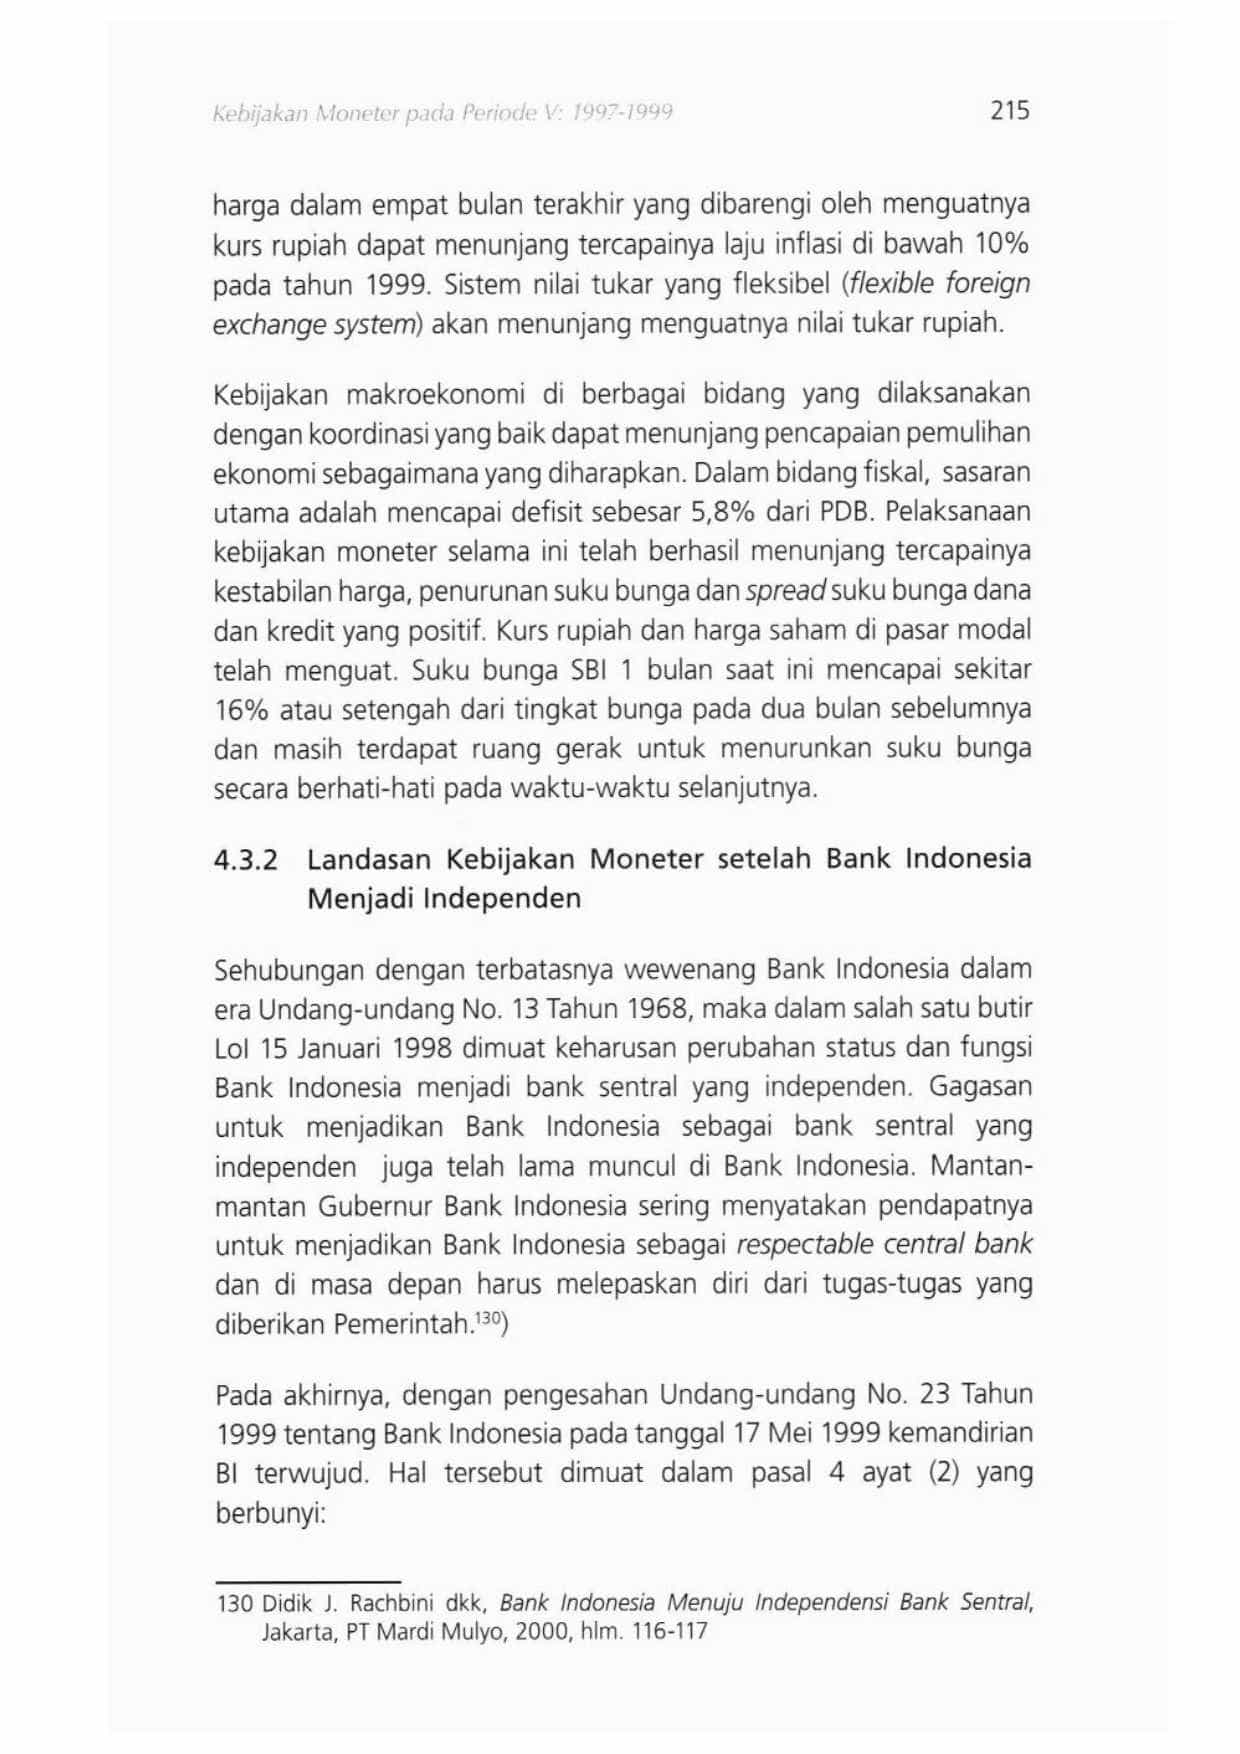 Kebijakan Moneter pada Periode V: 1997-1999 215
harga dalam empat bulan terakhir yang dibarengi oleh menguatnya
kurs rupiah dapat menunjang tercapainya laju inflasi di bawah 10%
pada tahun 1999. Sistem nilai tukar yang fleksibel (flexible foreign
exchange system) akan menunjang menguatnya nilai tukar rupiah.
Kebijakan makroekonomi di berbagai bidang yang dilaksanakan
dengan koordinasi yang baik dapat menunjang pencapaian pemulihan
ekonomi sebagaimana yang diharapkan. Dalam bidang fiskal, sasaran
utama adalah mencapai defisit sebesar 5,8% dari PDB. Pelaksanaan
kebijakan moneter selama ini telah berhasil menunjang tercapainya
kestabilan harga, penurunan suku bunga dan spread suku bunga dana
dan kredit yang positif. Kurs rupiah dan harga saham di pasar modal
telah menguat. Suku bunga SBI 1 bulan saat ini mencapai sekitar
16% atau setengah dari tingkat bunga pada dua bulan sebelumnya
dan masih terdapat ruang gerak untuk menurunkan suku bunga
secara berhati-hati pada waktu-waktu selanjutnya.
4.3.2 Landasan Kebijakan Moneter setelah Bank Indonesia
Menjadi Independen
Sehubungan dengan terbatasnya wewenang Bank Indonesia dalam
era Undang-undang No. 13 Tahun 1968, maka dalam salah satu butir
LoI 15 Januari 1998 dimuat keharusan perubahan status dan fungsi
Bank Indonesia menjadi bank sentral yang independen. Gagasan
untuk menjadikan Bank Indonesia sebagai bank sentral yang
independen juga telah lama muncul di Bank Indonesia. Mantan-
mantan Gubernur Bank Indonesia sering menyatakan pendapatnya
untuk menjadikan Bank Indonesia sebagai respectable central bank
dan di masa depan harus melepaskan diri dari tugas-tugas yang
diberikan Pemerintah.130)
Pada akhirnya, dengan pengesahan Undang-undang No. 23 Tahun
1999 tentang Bank Indonesia pada tanggal 17 Mei 1999 kemandirian
BI terwujud. Hal tersebut dimuat dalam pasal 4 ayat (2) yang
berbunyi:
130 Didik J. Rachbini dkk, Bank Indonesia Menuju Independensi Bank Sentral,
Jakarta, PT Mardi Mulyo, 2000, hlm. 116-117